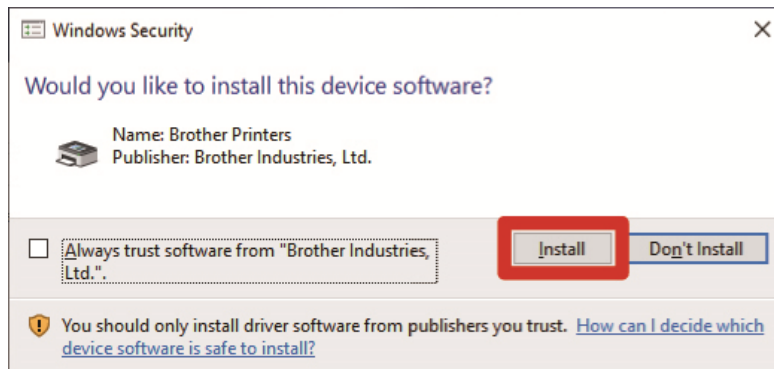 Windows Security
Would you like to install this device software?
Name: Brother Printers
Publisher: Brother Industries, Ltd.
Always trust software from "Brother Industries,
Ltd.".
Install
Don't Install
You should only install driver software from publishers you trust. How can I decide which
device software is safe to install?